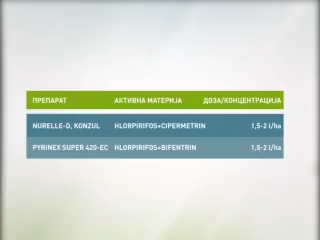 ПРЕПАРАТ АКТИВНА МАТЕРИЈА ДОЗА/КОНЦЕНТРАЦИЈА
NURELLE-D, KONZUL HLORPIRIFOS+CIPERMETRIN 1,5-2 l/ha
PYRINEX SUPER 420-EC HLORPIRIFOS+BIFENTRIN 1,5-2 l/ha